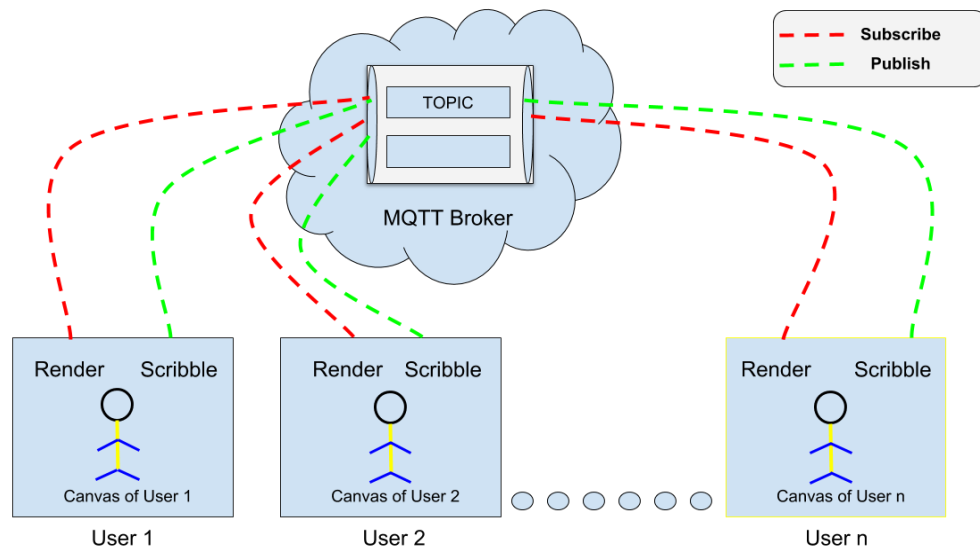 Subscribe
Publish
TOPIC
MQTT Broker
Render Scribble
Canvas of User 1
User 1
Render Scribble
Canvas of User 2
User 2
Render Scribble
Canvas of User n
User n